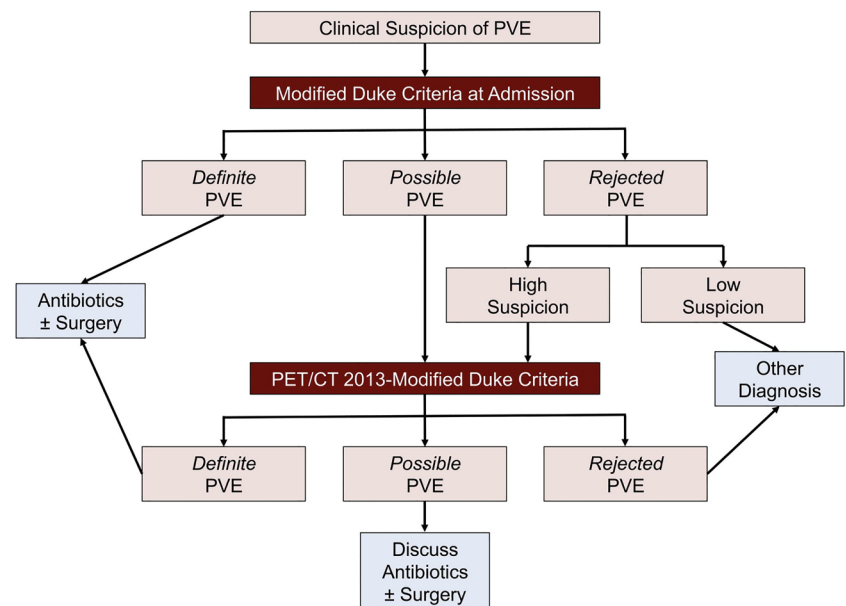 Clinical Suspicion of PVE
Modified Duke Criteria at Admission
Definite
PVE
Possible
PVE
Rejected
PVE
High
Suspicion
Low
Suspicion
Antibiotics
± Surgery
PET/CT 2013-Modified Duke Criteria
Other
Diagnosis
Definite
PVE
Possible
PVE
Rejected
PVE
Discuss
Antibiotics
± Surgery